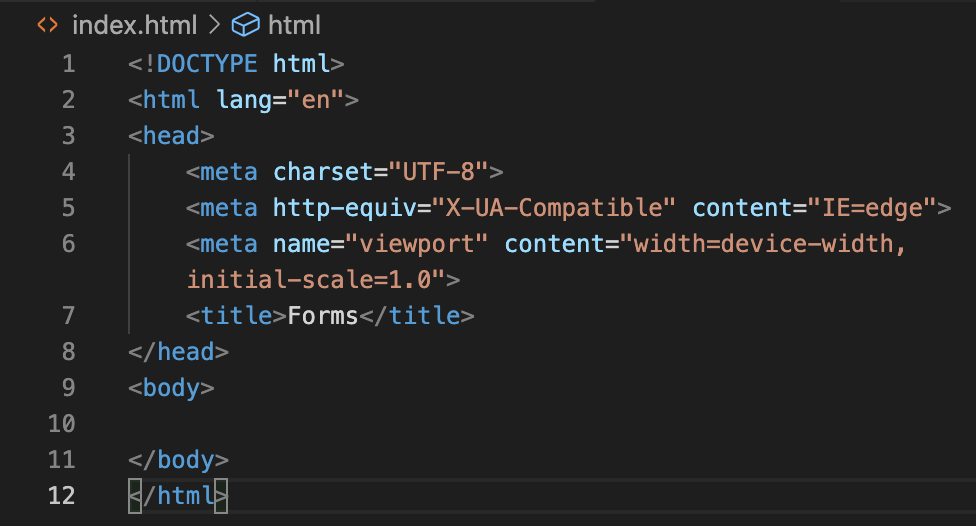 index.html > html
1 <!DOCTYPE html>
2 <html lang="en">
3 <head>
4 <meta charset="UTF-8">
5 <meta http-equiv="X-UA-Compatible" content="IE=edge">
6 <meta name="viewport" content="width=device-width,
initial-scale=1.0">
7 <title>Forms</title>
8 </head>
9 <body>
10
11 </body>
12 </html>